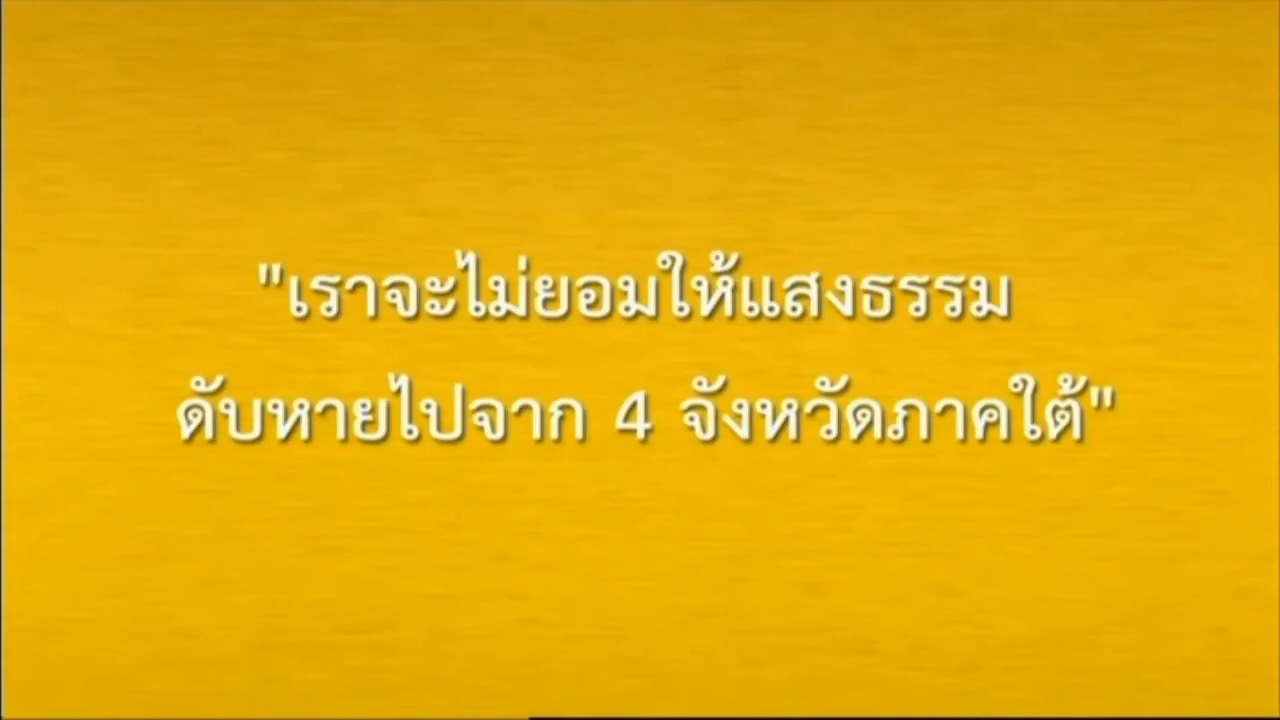 "เราจะไม่ยอมให้แสงธรรม
ดับหายไปจาก 4 จังหวัดภาคใต้"